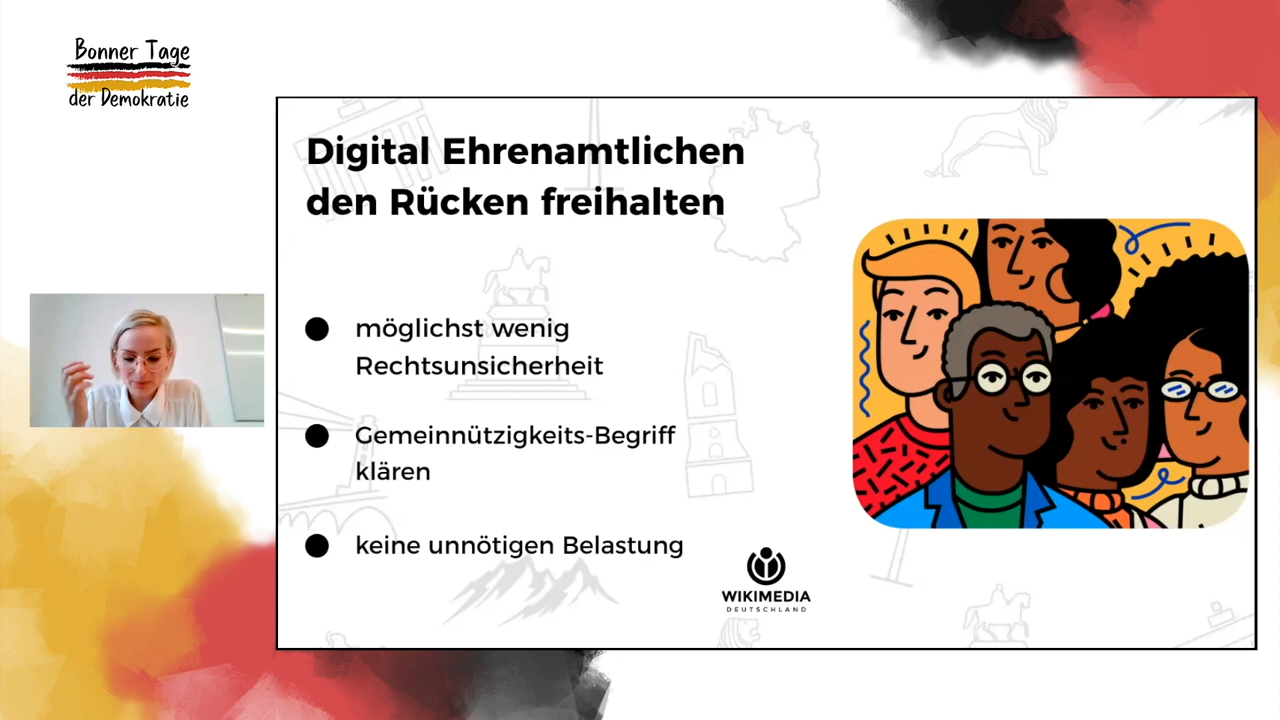 Bonner Tage
der Demokratie
Digital Ehrenamtlichen
den Rücken freihalten
möglichst wenig
Rechtsunsicherheit
Gemeinnützigkeits-Begriff
klären
keine unnötigen Belastung
WIKIMEDIA
DEUTSCHLAND